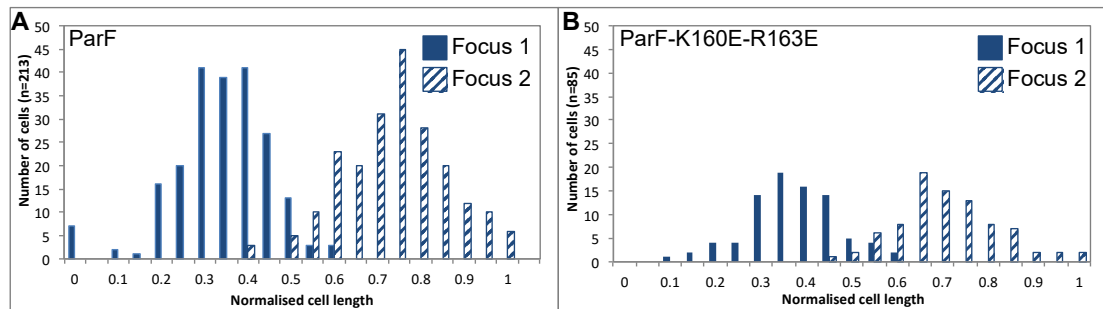 A
ParF
Focus 1
Focus 2
Number of cells (n=213)
50
45
40
35
30
25
20
15
10
5
0
0 0.1 0.2 0.3 0.4 0.5 0.6 0.7 0.8 0.9 1
Normalised cell length
B
ParF-K160E-R163E
Focus 1
Focus 2
Number of cells (n=85)
50
45
40
35
30
25
20
15
10
5
0
0 0.1 0.2 0.3 0.4 0.5 0.6 0.7 0.8 0.9 1
Normalised cell length